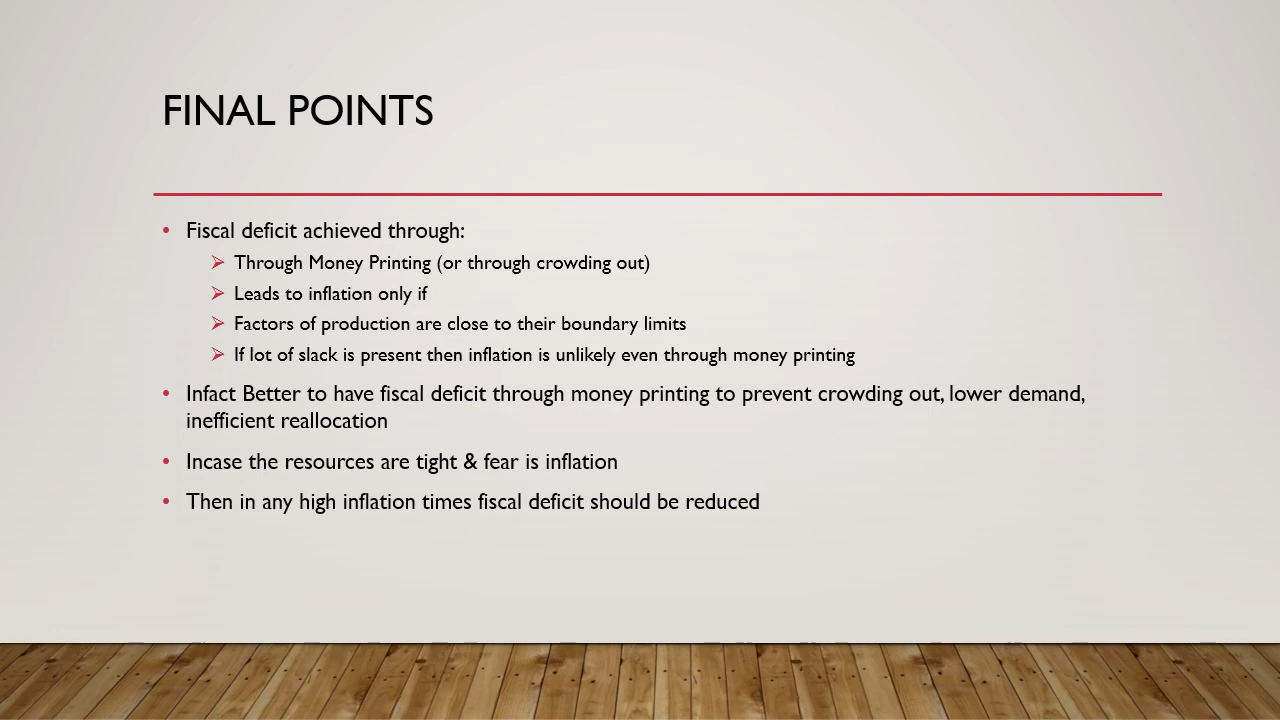 FINAL POINTS
• Fiscal deficit achieved through:
➢ Through Money Printing (or through crowding out)
➢ Leads to inflation only if
➢ Factors of production are close to their boundary limits
➢ If lot of slack is present then inflation is unlikely even through money printing
• Infact Better to have fiscal deficit through money printing to prevent crowding out, lower demand,
inefficient reallocation
• Incase the resources are tight & fear is inflation
• Then in any high inflation times fiscal deficit should be reduced